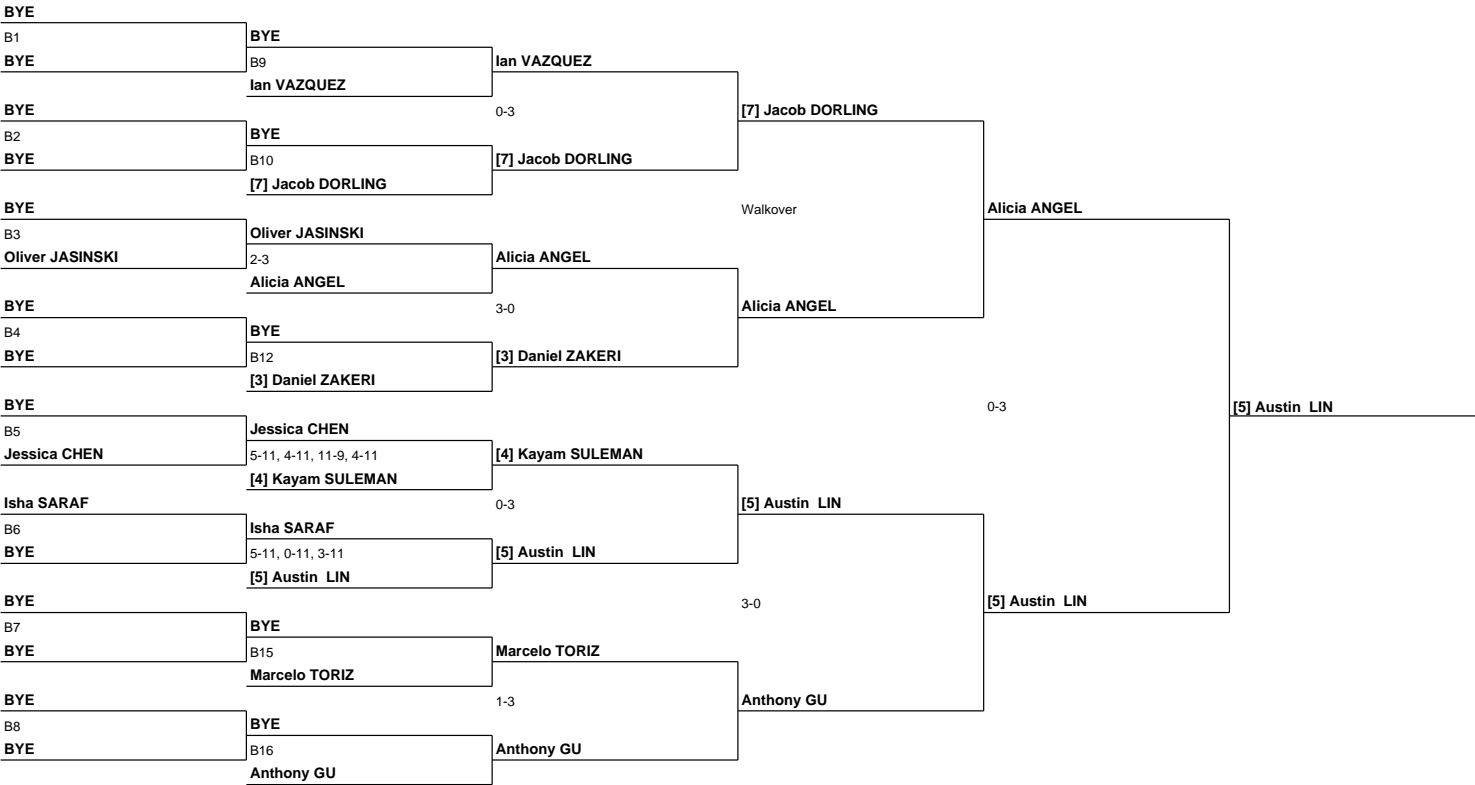 BYE
B1
BYE
BYE
B9
Ian VAZQUEZ
Ian VAZQUEZ
0-3
[7] Jacob DORLING
BYE
B2
BYE
BYE
B10
[7] Jacob DORLING
[7] Jacob DORLING
Walkover
Alicia ANGEL
BYE
B3
Oliver JASINSKI
Oliver JASINSKI
2-3
Alicia ANGEL
Alicia ANGEL
3-0
Alicia ANGEL
BYE
B4
BYE
BYE
B12
[3] Daniel ZAKERI
[3] Daniel ZAKERI
0-3
[5] Austin  LIN
BYE
B5
Jessica CHEN
Jessica CHEN
5-11, 4-11, 11-9, 4-11
[4] Kayam SULEMAN
[4] Kayam SULEMAN
0-3
[5] Austin  LIN
Isha SARAF
B6
BYE
Isha SARAF
5-11, 0-11, 3-11
[5] Austin  LIN
[5] Austin  LIN
3-0
[5] Austin  LIN
BYE
B7
BYE
BYE
B15
Marcelo TORIZ
Marcelo TORIZ
1-3
Anthony GU
BYE
B8
BYE
BYE
B16
Anthony GU
Anthony GU